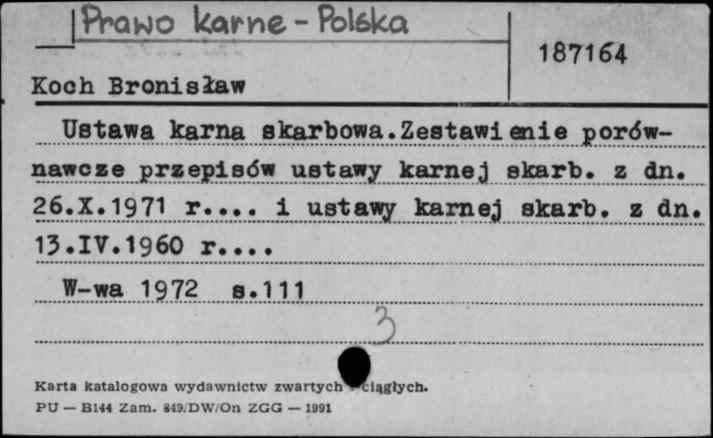 Prawo karne - Polska
187164
Koch Bronisław
Ustawa karna skarbowa.Zestawienie porów-
nawcze przepisów ustawy karnej skarb. z dn.
26.X.1971 r.... i ustawy karnej skarb. z dn.
13.IV.1960 r....
W-wa 1972 s.111
3
Karta katalogowa wydawnictw zwartych ciągłych.
PU — B144 Zam. 849/DW/On ZGG — 1991